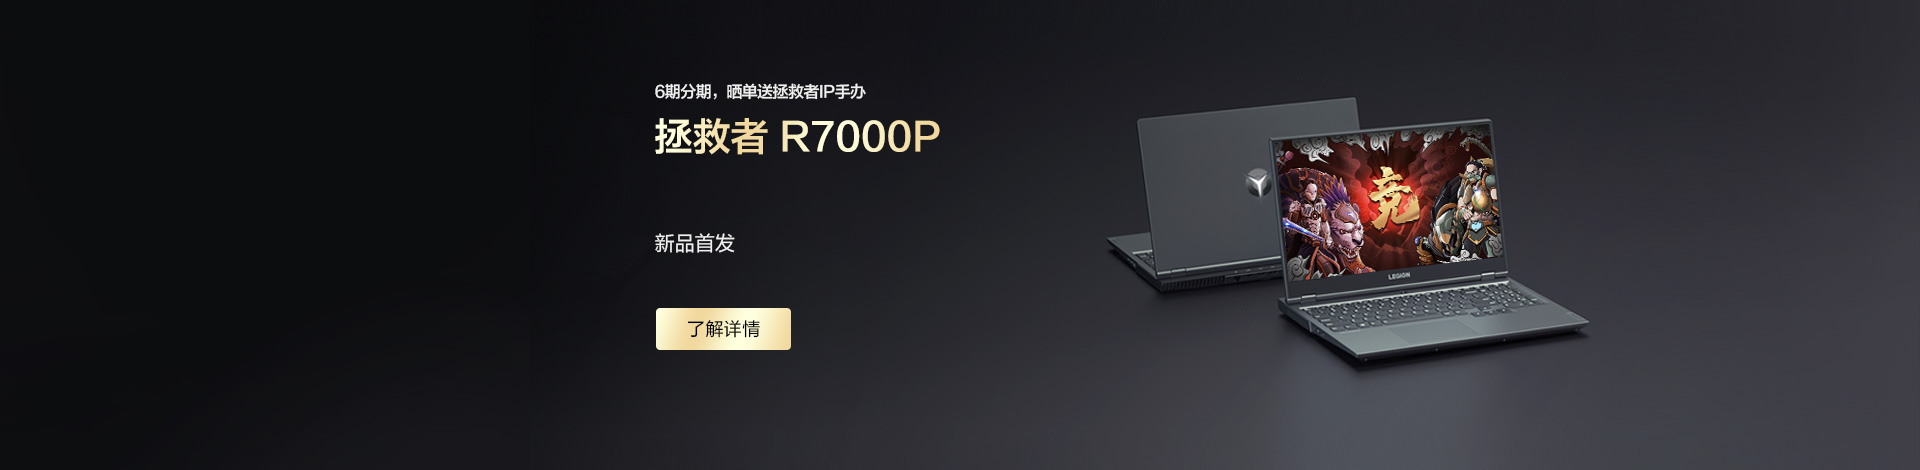 6期分期，晒单送拯救者IP手办
拯救者 R7000P
新品首发
了解详情
竞
LEGION